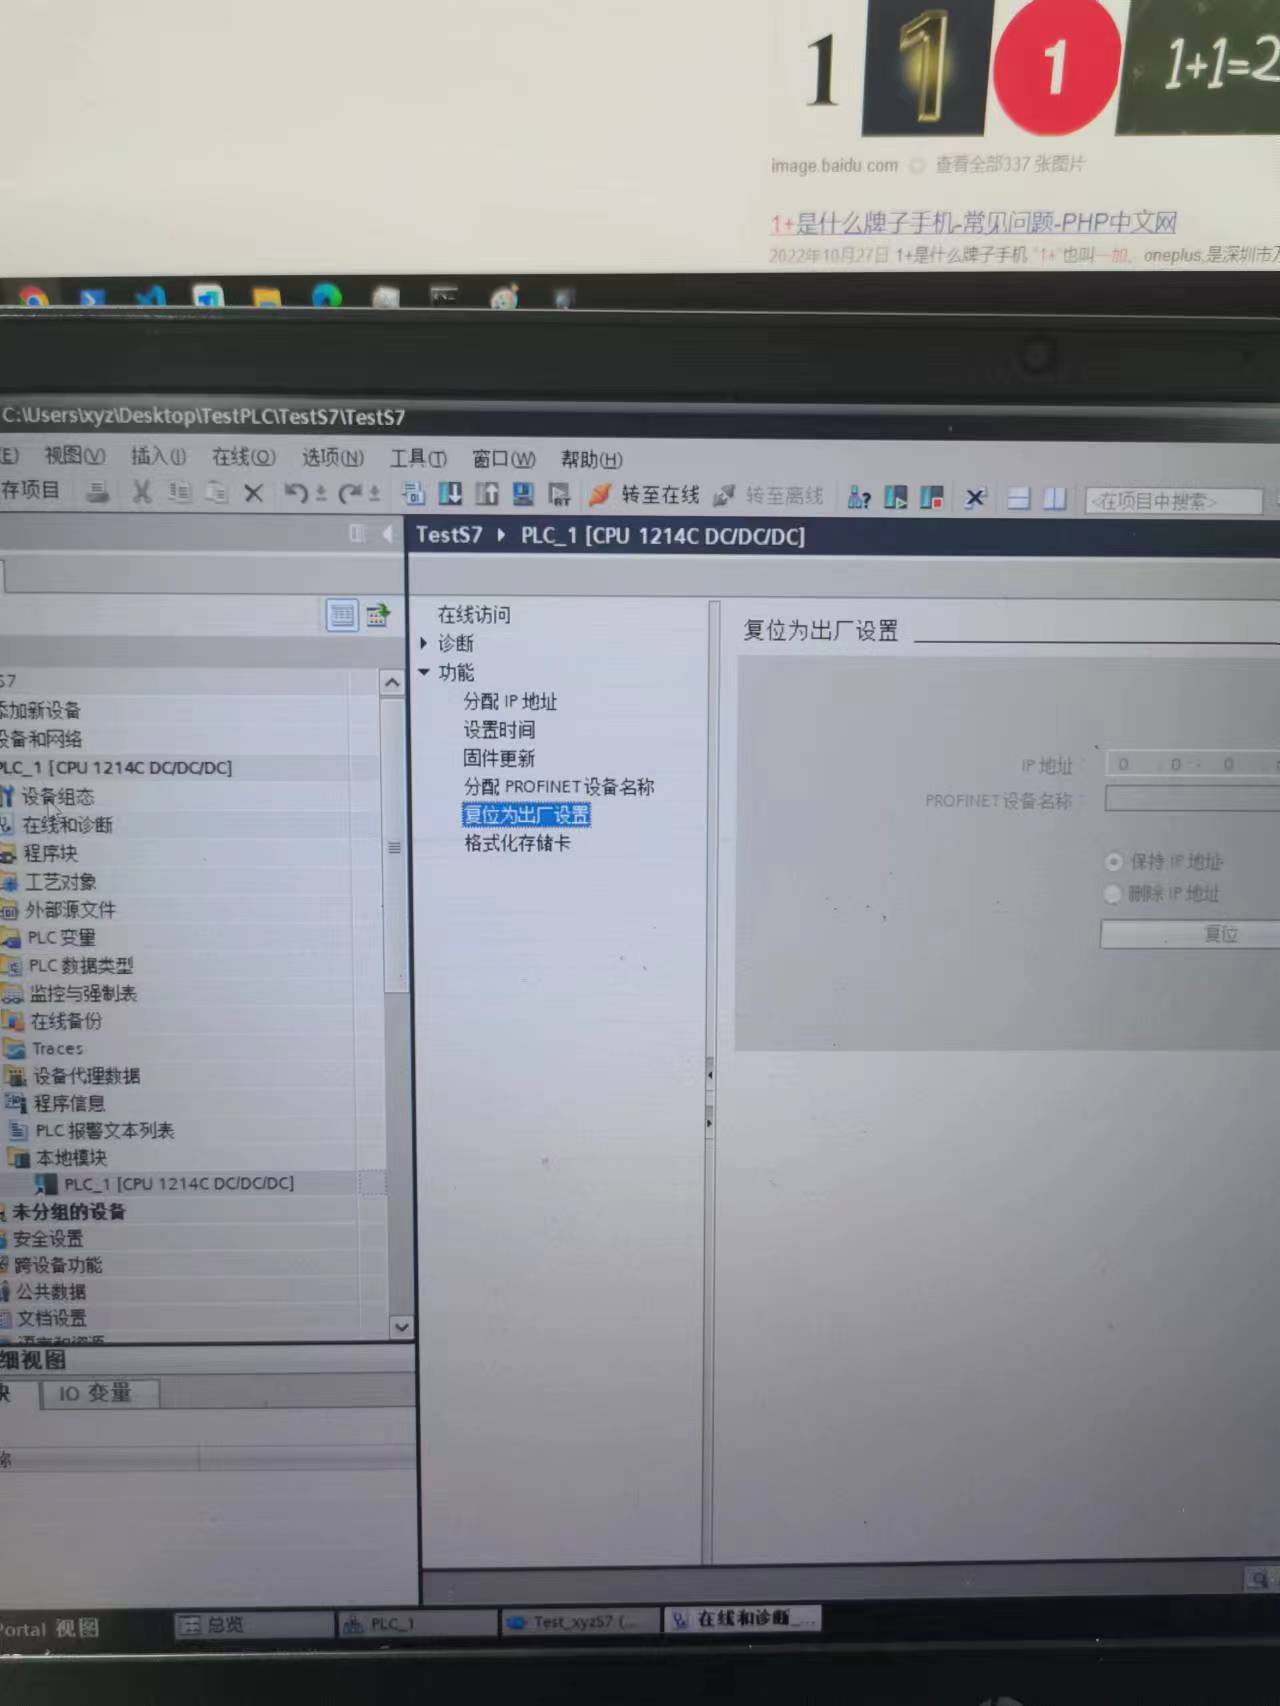 1
1
1
1+1=2
image.baidu.com 查看全部337 张图片
1+是什么牌子手机-常见问题-PHP中文网
2022年10月27日 1+是什么牌子手机 "1+"也叫一加，oneplus,是深圳市万
C:\Users\xyz\Desktop\TestPLC\TestS7\TestS7
(E) 视图(V) 插入(I) 在线(O) 选项(N) 工具(T) 窗口(W) 帮助(H)
存项目 转至在线 转至离线 <在项目中搜索>
TestS7 PLC_1 [CPU 1214C DC/DC/DC]
在线访问
诊断
功能
分配 IP 地址
设置时间
固件更新
分配 PROFINET 设备名称
复位为出厂设置
格式化存储卡
复位为出厂设置
IP 地址： 0 . 0 . 0 .
PROFINET 设备名称：
保持 IP 地址
删除 IP 地址
复位
S7
添加新设备
设备和网络
PLC_1 [CPU 1214C DC/DC/DC]
设备组态
在线和诊断
程序块
工艺对象
外部源文件
PLC 变量
PLC 数据类型
监控与强制表
在线备份
Traces
设备代理数据
程序信息
PLC 报警文本列表
本地模块
PLC_1 [CPU 1214C DC/DC/DC]
未分组的设备
安全设置
跨设备功能
公共数据
文档设置
语言和资源
细视图
块 IO 变量
称
Portal 视图 总览 PLC_1 Test_xyzS7 (... 在线和诊断_...